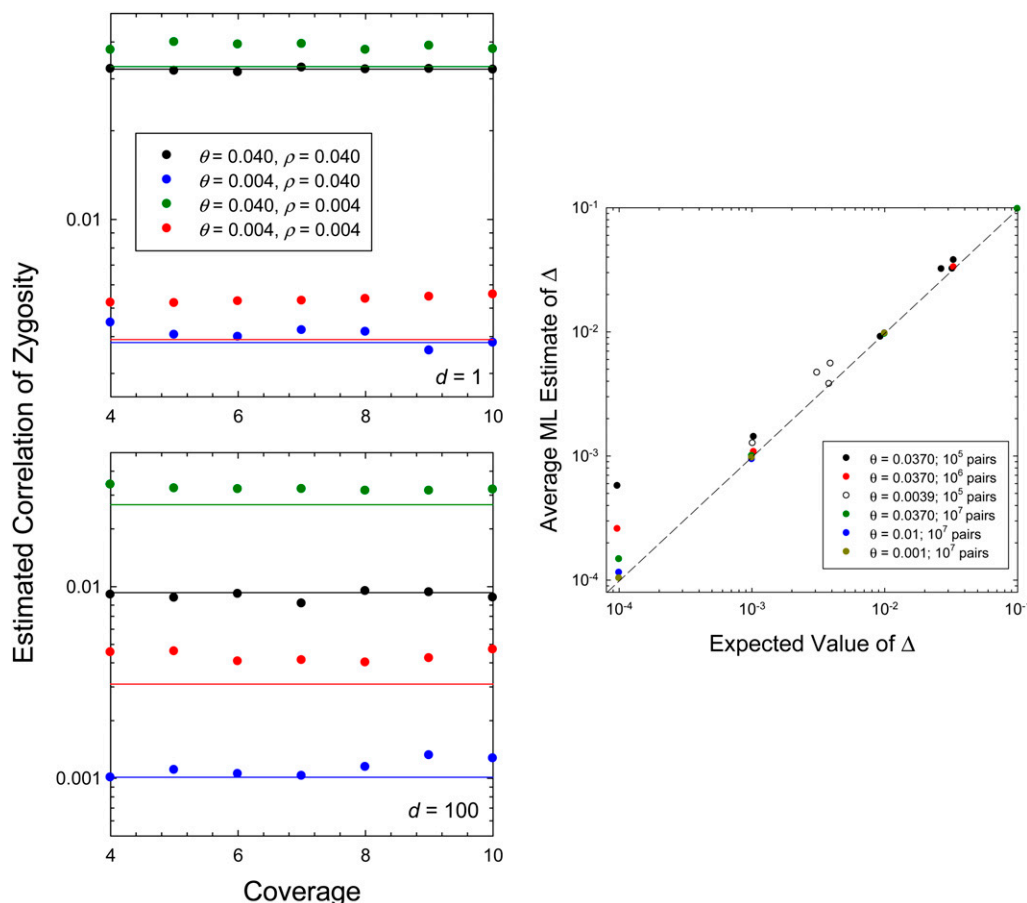 Estimated Correlation of Zygosity
0.01
θ = 0.040, ρ = 0.040
θ = 0.004, ρ = 0.040
θ = 0.040, ρ = 0.004
θ = 0.004, ρ = 0.004
d = 1
4 6 8 10
0.01
0.001
d = 100
4 6 8 10
Coverage
Average ML Estimate of Δ
10⁻¹
10⁻²
10⁻³
10⁻⁴
θ = 0.0370; 10⁵ pairs
θ = 0.0370; 10⁶ pairs
θ = 0.0039; 10⁵ pairs
θ = 0.0370; 10⁷ pairs
θ = 0.01; 10⁷ pairs
θ = 0.001; 10⁷ pairs
10⁻⁴ 10⁻³ 10⁻² 10⁻¹
Expected Value of Δ